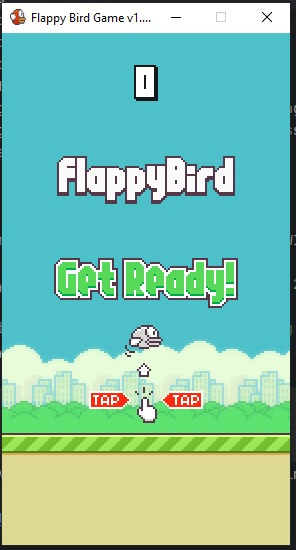 Flappy Bird Game v1....
0
FlappyBird
Get Ready!
TAP TAP